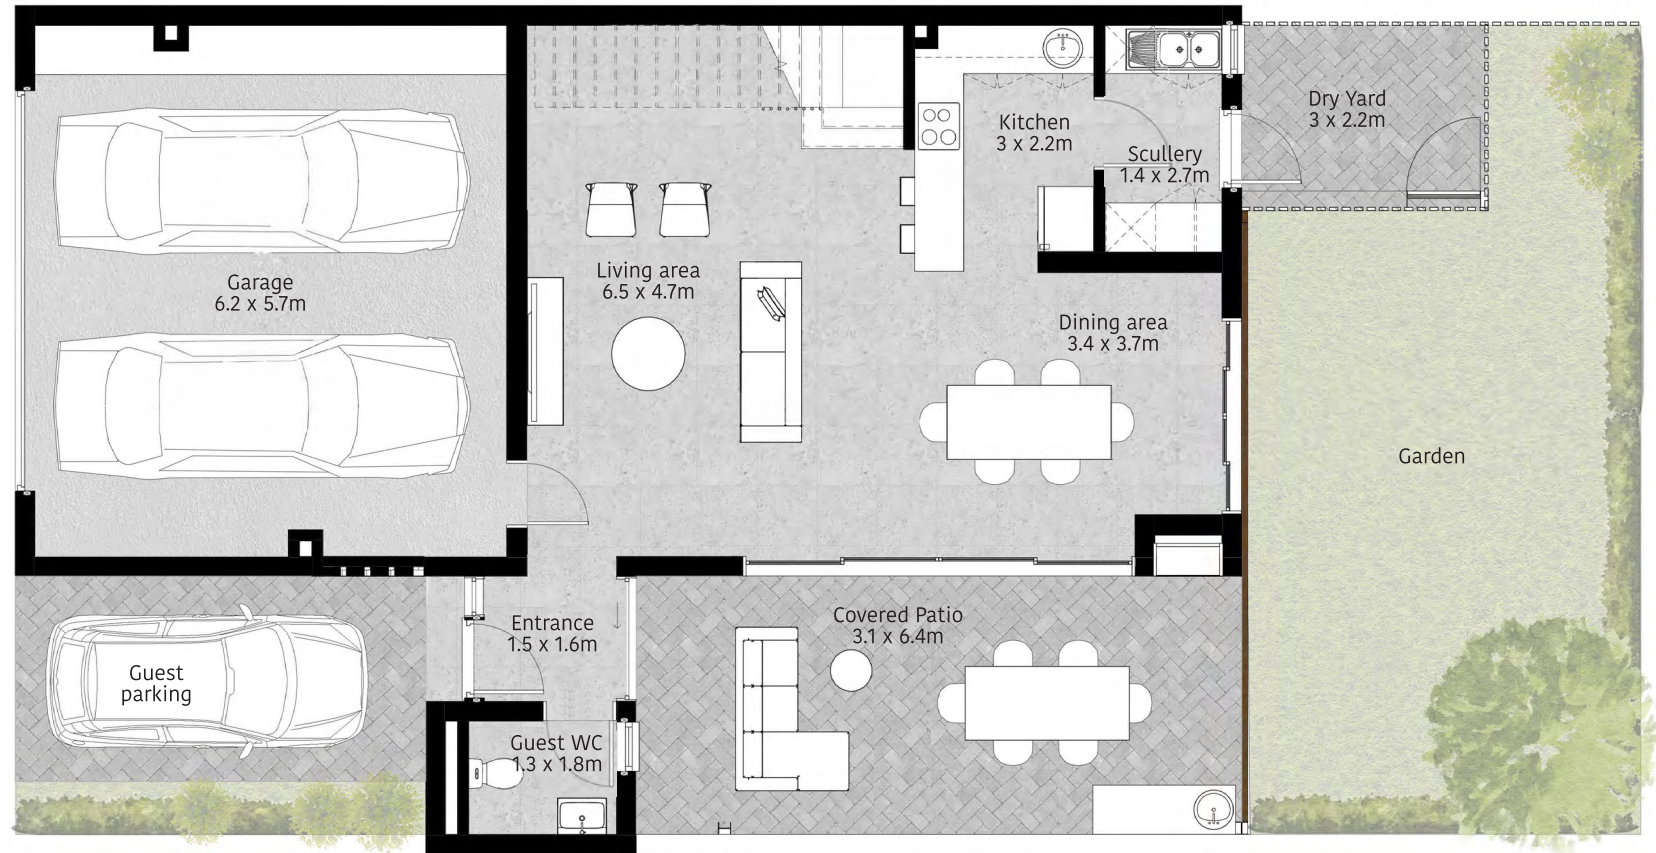 Dry Yard
3 x 2.2m
Kitchen
3 x 2.2m
Scullery
1.4 x 2.7m
Living area
6.5 x 4.7m
Garage
6.2 x 5.7m
Dining area
3.4 x 3.7m
Garden
Entrance
1.5 x 1.6m
Covered Patio
3.1 x 6.4m
Guest
parking
Guest WC
1.3 x 1.8m